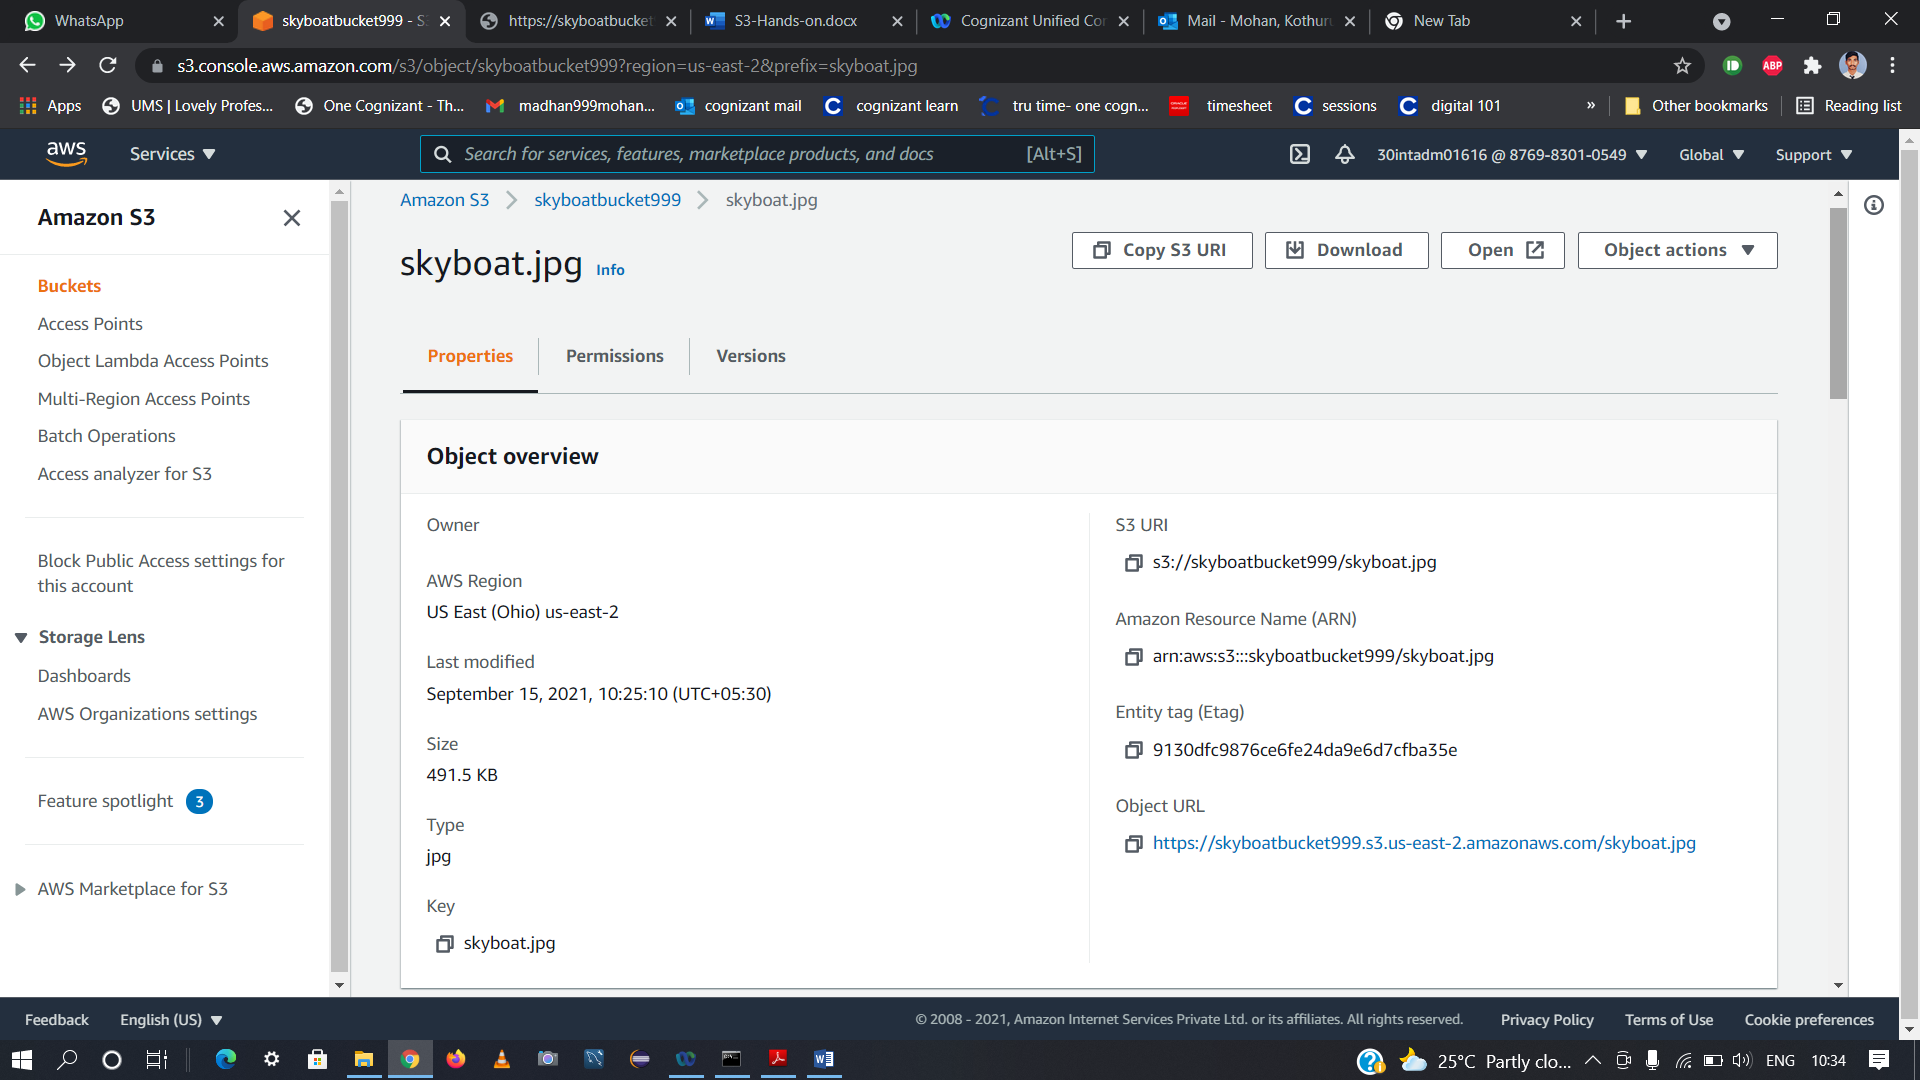 WhatsApp
skyboatbucket999 - S3
https://skyboatbucket
S3-Hands-on.docx
Cognizant Unified Cor
Mail - Mohan, Kothuru
New Tab
s3.console.aws.amazon.com/s3/object/skyboatbucket999?region=us-east-2&prefix=skyboat.jpg
ABP
Apps
UMS | Lovely Profes...
One Cognizant - Th...
madhan999mohan...
cognizant mail
cognizant learn
tru time- one cogn...
timesheet
sessions
digital 101
»
Other bookmarks
Reading list
aws
Services
Search for services, features, marketplace products, and docs
[Alt+S]
30intadm01616 @ 8769-8301-0549
Global
Support
Amazon S3
Buckets
Access Points
Object Lambda Access Points
Multi-Region Access Points
Batch Operations
Access analyzer for S3
Block Public Access settings for
this account
Storage Lens
Dashboards
AWS Organizations settings
Feature spotlight 3
AWS Marketplace for S3
Amazon S3 > skyboatbucket999 > skyboat.jpg
skyboat.jpg Info
Copy S3 URI
Download
Open
Object actions
Properties
Permissions
Versions
Object overview
Owner
AWS Region
US East (Ohio) us-east-2
Last modified
September 15, 2021, 10:25:10 (UTC+05:30)
Size
491.5 KB
Type
jpg
Key
skyboat.jpg
S3 URI
s3://skyboatbucket999/skyboat.jpg
Amazon Resource Name (ARN)
arn:aws:s3:::skyboatbucket999/skyboat.jpg
Entity tag (Etag)
9130dfc9876ce6fe24da9e6d7cfba35e
Object URL
https://skyboatbucket999.s3.us-east-2.amazonaws.com/skyboat.jpg
Feedback
English (US)
© 2008 - 2021, Amazon Internet Services Private Ltd. or its affiliates. All rights reserved.
Privacy Policy
Terms of Use
Cookie preferences
25°C Partly clo...
ENG
10:34